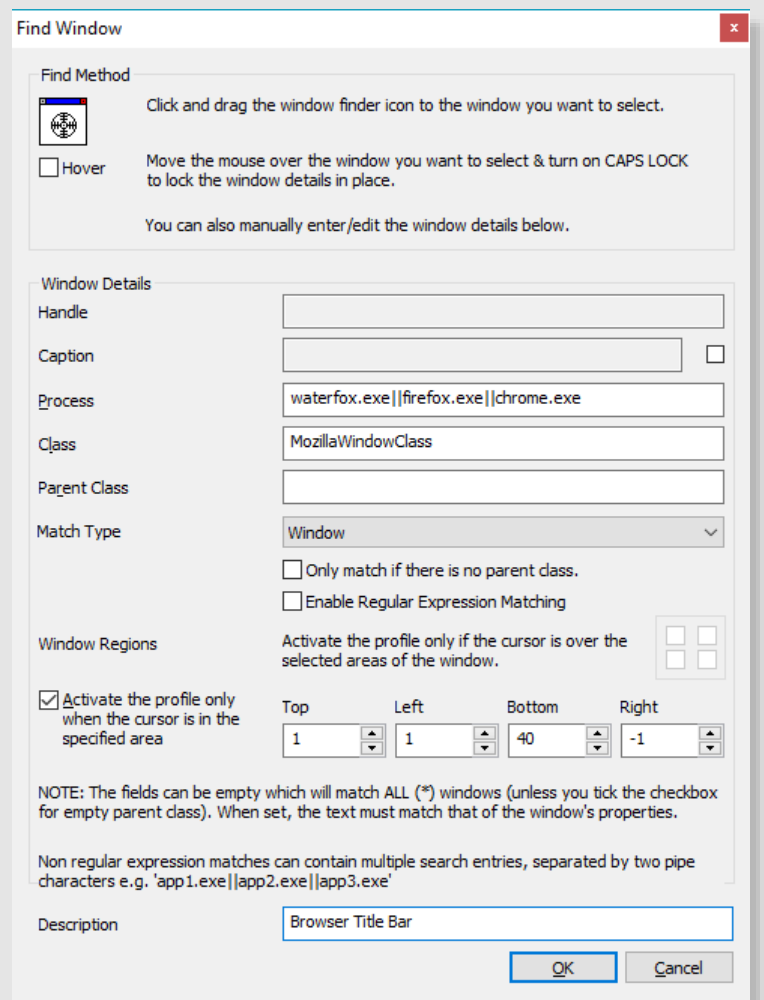 Find Window
x
Find Method
Click and drag the window finder icon to the window you want to select.
Hover
Move the mouse over the window you want to select & turn on CAPS LOCK
to lock the window details in place.
You can also manually enter/edit the window details below.
Window Details
Handle
Caption
Process
waterfox.exe||firefox.exe||chrome.exe
Class
MozillaWindowClass
Parent Class
Match Type
Window
Only match if there is no parent class.
Enable Regular Expression Matching
Window Regions
Activate the profile only if the cursor is over the
selected areas of the window.
Activate the profile only
when the cursor is in the
specified area
Top Left Bottom Right
1 1 40 -1
NOTE: The fields can be empty which will match ALL (*) windows (unless you tick the checkbox
for empty parent class). When set, the text must match that of the window's properties.
Non regular expression matches can contain multiple search entries, separated by two pipe
characters e.g. 'app1.exe||app2.exe||app3.exe'
Description
Browser Title Bar
OK Cancel